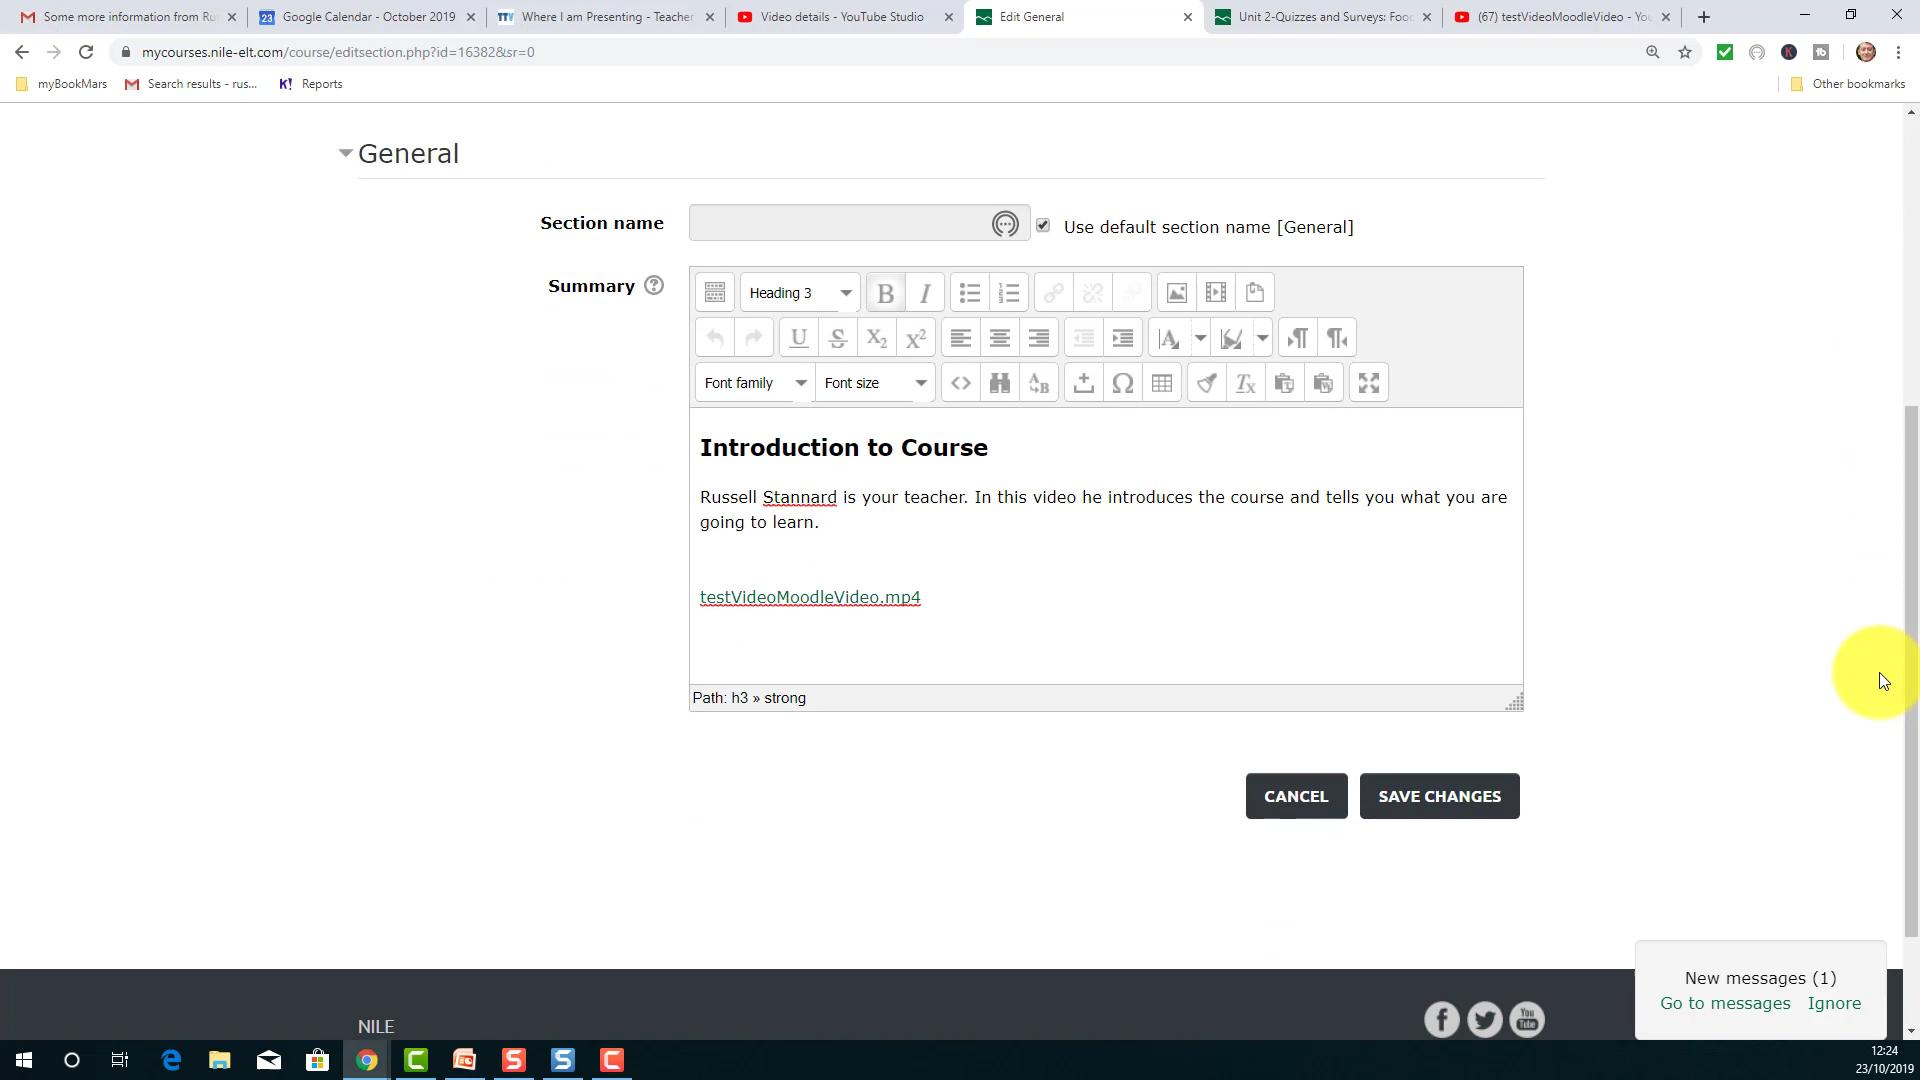 Some more information from Ru
Google Calendar - October 2019
Where I am Presenting - Teacher
Video details - YouTube Studio
Edit General
Unit 2-Quizzes and Surveys: Foo
(67) testVideoMoodleVideo - You
mycourses.nile-elt.com/course/editsection.php?id=16382&sr=0
myBookMars
Search results - rus...
Reports
Other bookmarks
General
Section name
Use default section name [General]
Summary
Heading 3
Font family
Font size
Introduction to Course
Russell Stannard is your teacher. In this video he introduces the course and tells you what you are
going to learn.
testVideoMoodleVideo.mp4
Path: h3 » strong
CANCEL
SAVE CHANGES
New messages (1)
Go to messages Ignore
NILE
12:24
23/10/2019